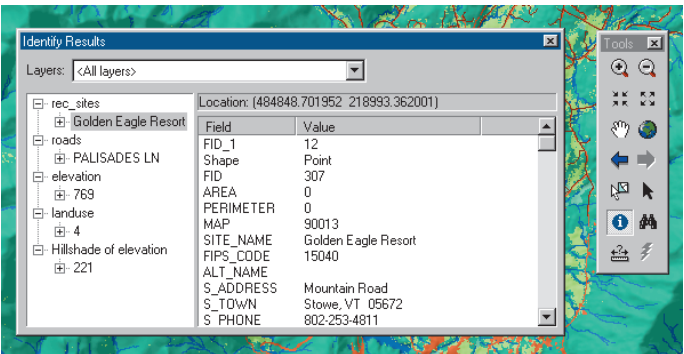 Identify Results
Tools
Layers: <All layers>
rec_sites
Golden Eagle Resort
roads
PALISADES LN
elevation
769
landuse
4
Hillshade of elevation
221
Location: (484848.701952 218993.362001)
Field Value
FID_1 12
Shape Point
FID 307
AREA 0
PERIMETER 0
MAP 90013
SITE_NAME Golden Eagle Resort
FIPS_CODE 15040
ALT_NAME
S_ADDRESS Mountain Road
S_TOWN Stowe, VT 05672
S_PHONE 802-253-4811